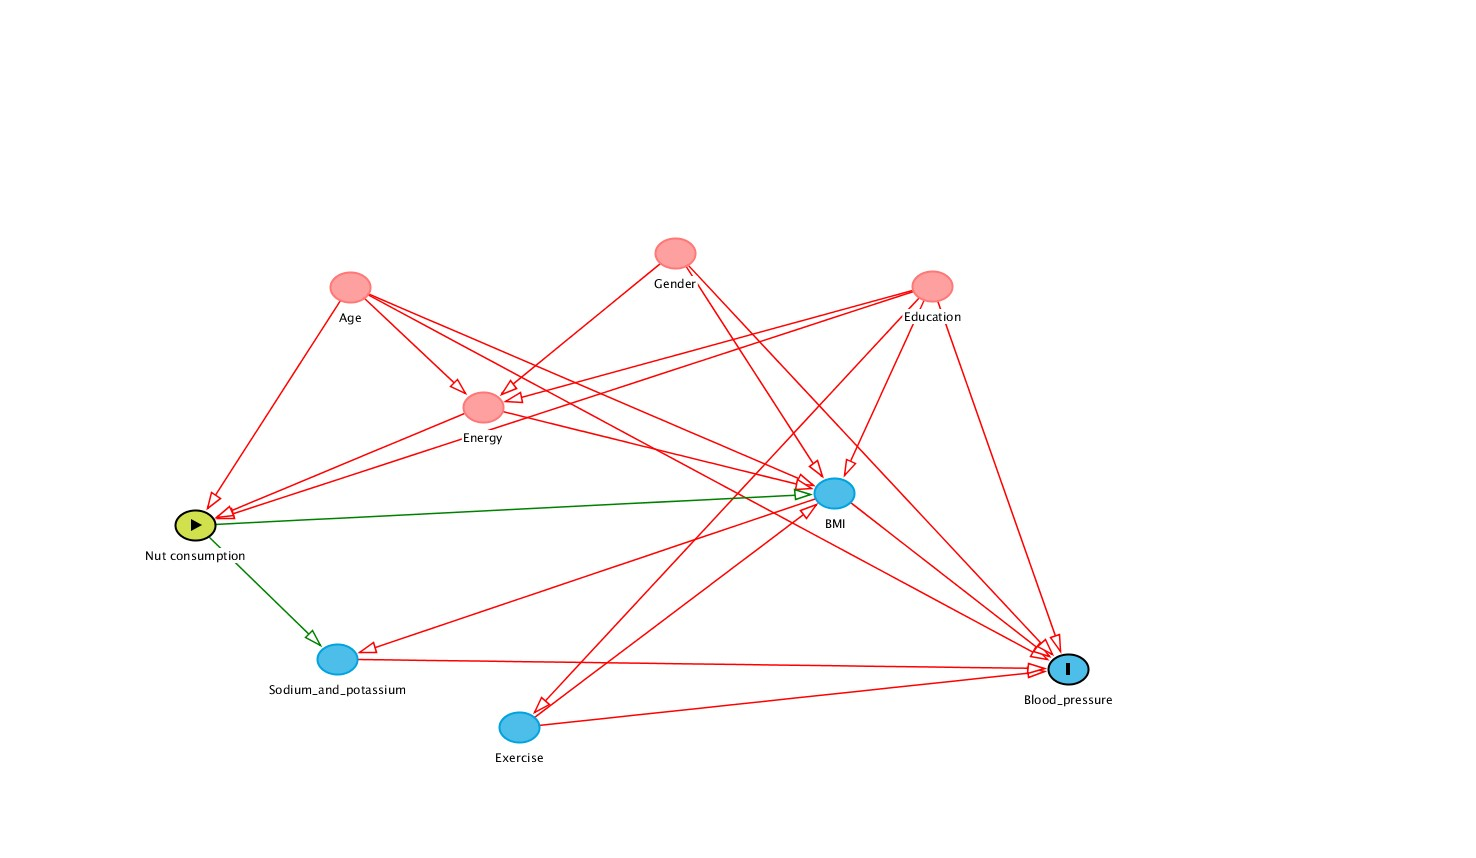 Gender
Age
Education
Energy
BMI
Nut consumption
Sodium_and_potassium
Blood_pressure
Exercise